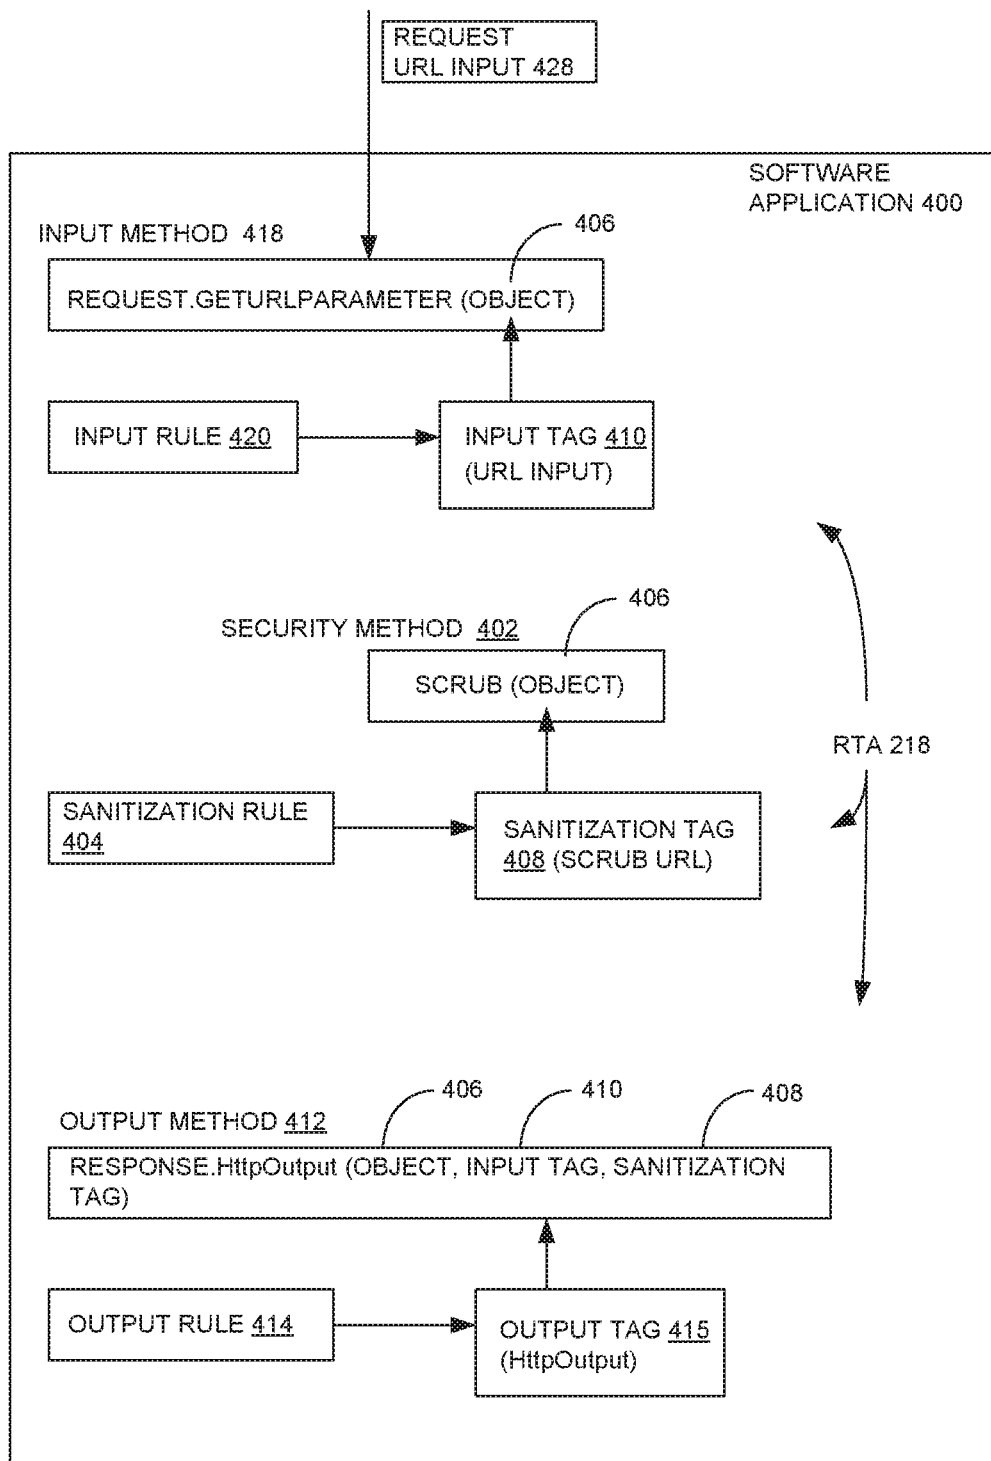 REQUEST
URL INPUT 428
SOFTWARE
APPLICATION 400
INPUT METHOD 418
406
REQUEST.GETURLPARAMETER (OBJECT)
INPUT RULE 420
INPUT TAG 410
(URL INPUT)
406
SECURITY METHOD 402
SCRUB (OBJECT)
RTA 218
SANITIZATION RULE
404
SANITIZATION TAG
408 (SCRUB URL)
406
410
408
OUTPUT METHOD 412
RESPONSE.HttpOutput (OBJECT, INPUT TAG, SANITIZATION
TAG)
OUTPUT RULE 414
OUTPUT TAG 415
(HttpOutput)